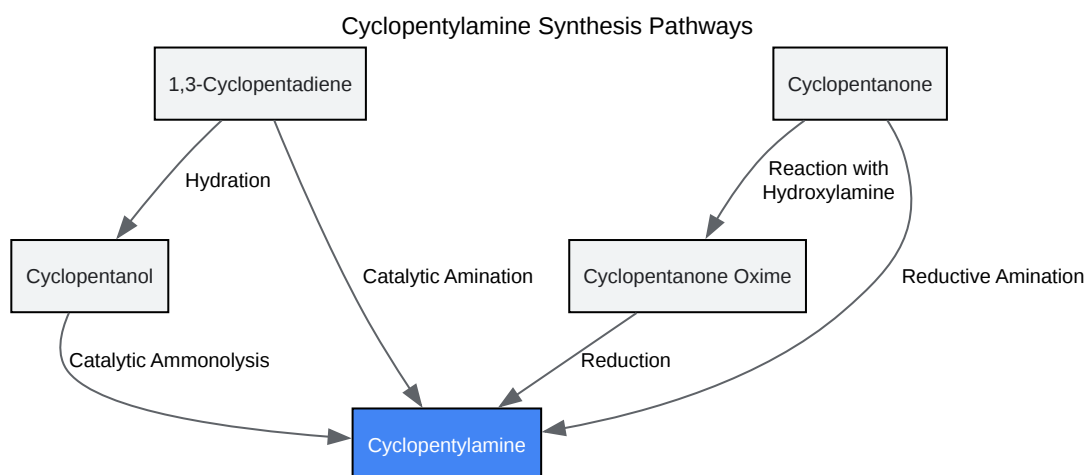 Cyclopentylamine Synthesis Pathways
1,3-Cyclopentadiene
Cyclopentanone
Hydration
Reaction with
Hydroxylamine
Cyclopentanol
Catalytic Amination
Cyclopentanone Oxime
Reductive Amination
Catalytic Ammonolysis
Reduction
Cyclopentylamine